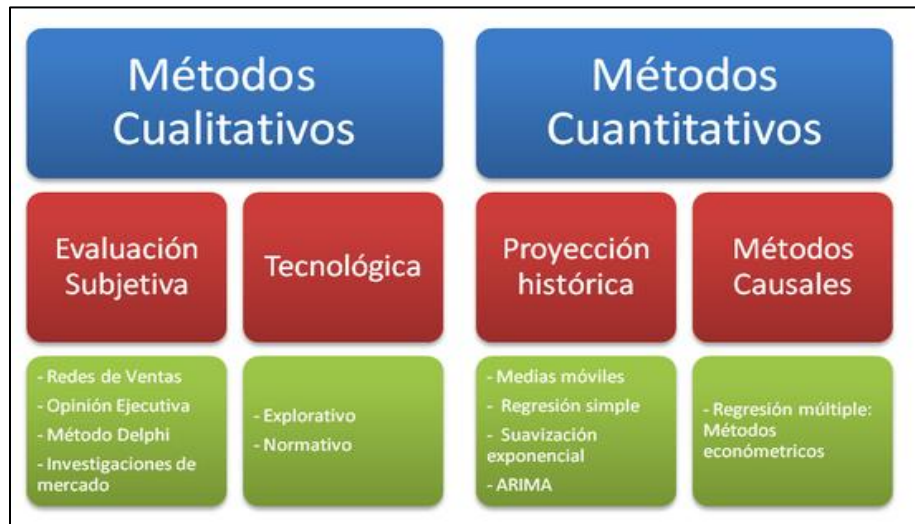 Métodos
Cualitativos
Métodos
Cuantitativos
Evaluación
Subjetiva
Tecnológica
Proyección
histórica
Métodos
Causales
- Redes de Ventas
- Opinión Ejecutiva
- Método Delphi
- Investigaciones de
mercado
- Explorativo
- Normativo
- Medias móviles
- Regresión simple
- Suavización
exponencial
- ARIMA
- Regresión múltiple:
Métodos
económetricos